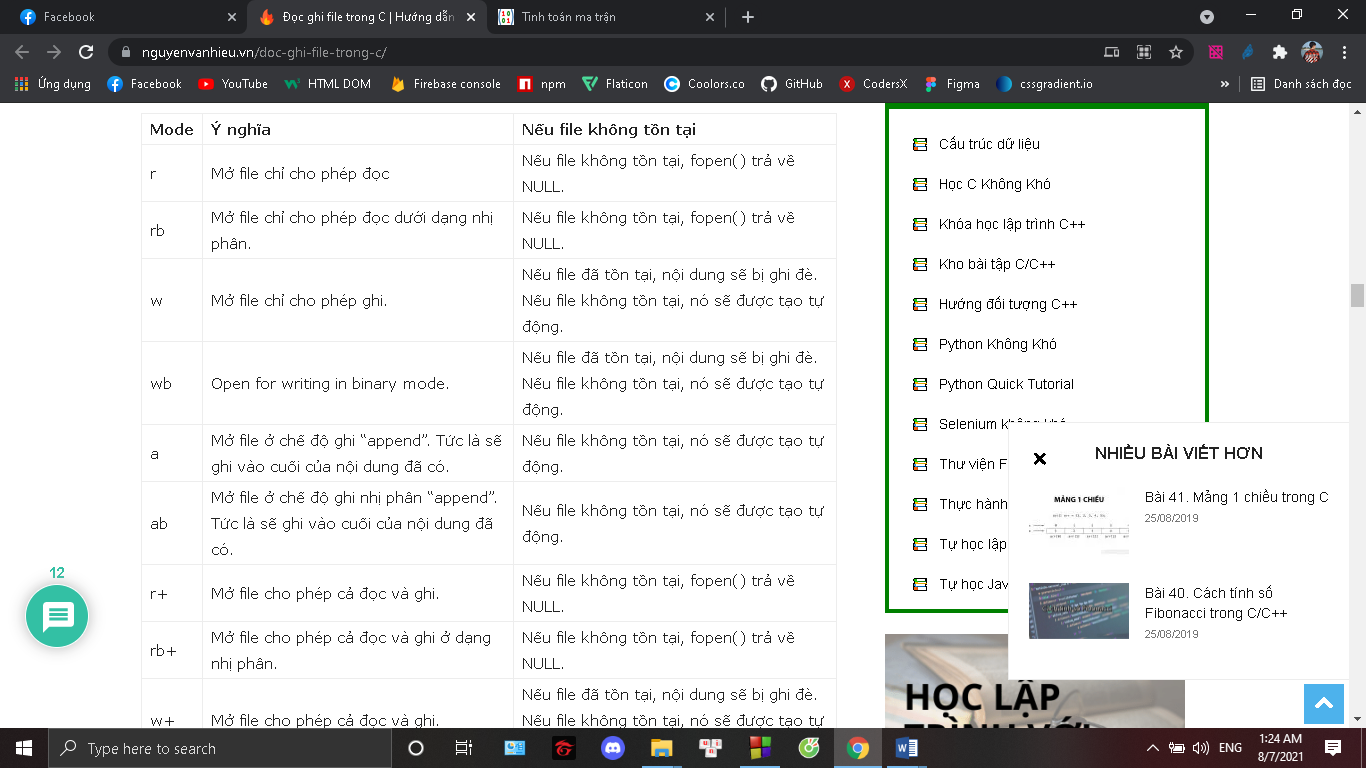 Facebook
Đọc ghi file trong C | Hướng dẫn
Tính toán ma trận
nguyenvanhieu.vn/doc-ghi-file-trong-c/
Ứng dụng
Facebook
YouTube
HTML DOM
Firebase console
npm
Flaticon
Coolors.co
GitHub
CodersX
Figma
cssgradient.io
»
Danh sách đọc
Mode Ý nghĩa Nếu file không tồn tại
r Mở file chỉ cho phép đọc Nếu file không tồn tại, fopen( ) trả về
NULL.
rb Mở file chỉ cho phép đọc dưới dạng nhị
phân.
Nếu file không tồn tại, fopen( ) trả về
NULL.
w Mở file chỉ cho phép ghi.
Nếu file đã tồn tại, nội dung sẽ bị ghi đè.
Nếu file không tồn tại, nó sẽ được tạo tự
động.
wb Open for writing in binary mode.
Nếu file đã tồn tại, nội dung sẽ bị ghi đè.
Nếu file không tồn tại, nó sẽ được tạo tự
động.
a
Mở file ở chế độ ghi “append”. Tức là sẽ
ghi vào cuối của nội dung đã có.
Nếu file không tồn tại, nó sẽ được tạo tự
động.
ab
Mở file ở chế độ ghi nhị phân “append”.
Tức là sẽ ghi vào cuối của nội dung đã
có.
Nếu file không tồn tại, nó sẽ được tạo tự
động.
r+ Mở file cho phép cả đọc và ghi.
Nếu file không tồn tại, fopen( ) trả về
NULL.
rb+
Mở file cho phép cả đọc và ghi ở dạng
nhị phân.
Nếu file không tồn tại, fopen( ) trả về
NULL.
w+ Mở file cho phép cả đọc và ghi.
Nếu file đã tồn tại, nội dung sẽ bị ghi đè.
Nếu file không tồn tại, nó sẽ được tạo tự
12
Cấu trúc dữ liệu
Học C Không Khó
Khóa học lập trình C++
Kho bài tập C/C++
Hướng đối tượng C++
Python Không Khó
Python Quick Tutorial
Selenium không khó
Thư viện F
Thực hành
Tự học lập
Tự học Jav
NHIỀU BÀI VIẾT HƠN
MẢNG 1 CHIỀU
Bài 41. Mảng 1 chiều trong C
25/08/2019
Bài 40. Cách tính số
Fibonacci trong C/C++
25/08/2019
HỌC LẬP
TRÌNH VỚI
Type here to search
ENG
1:24 AM
8/7/2021